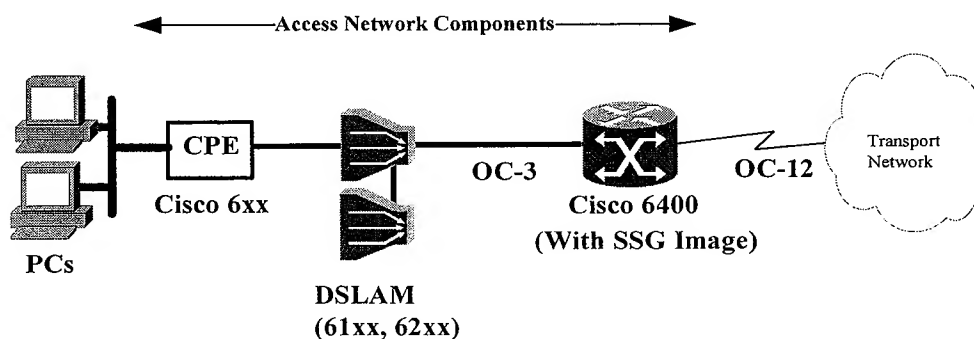 Access Network Components
CPE
OC-3
OC-12
Transport
Network
Cisco 6xx
Cisco 6400
(With SSG Image)
PCs
DSLAM
(61xx, 62xx)